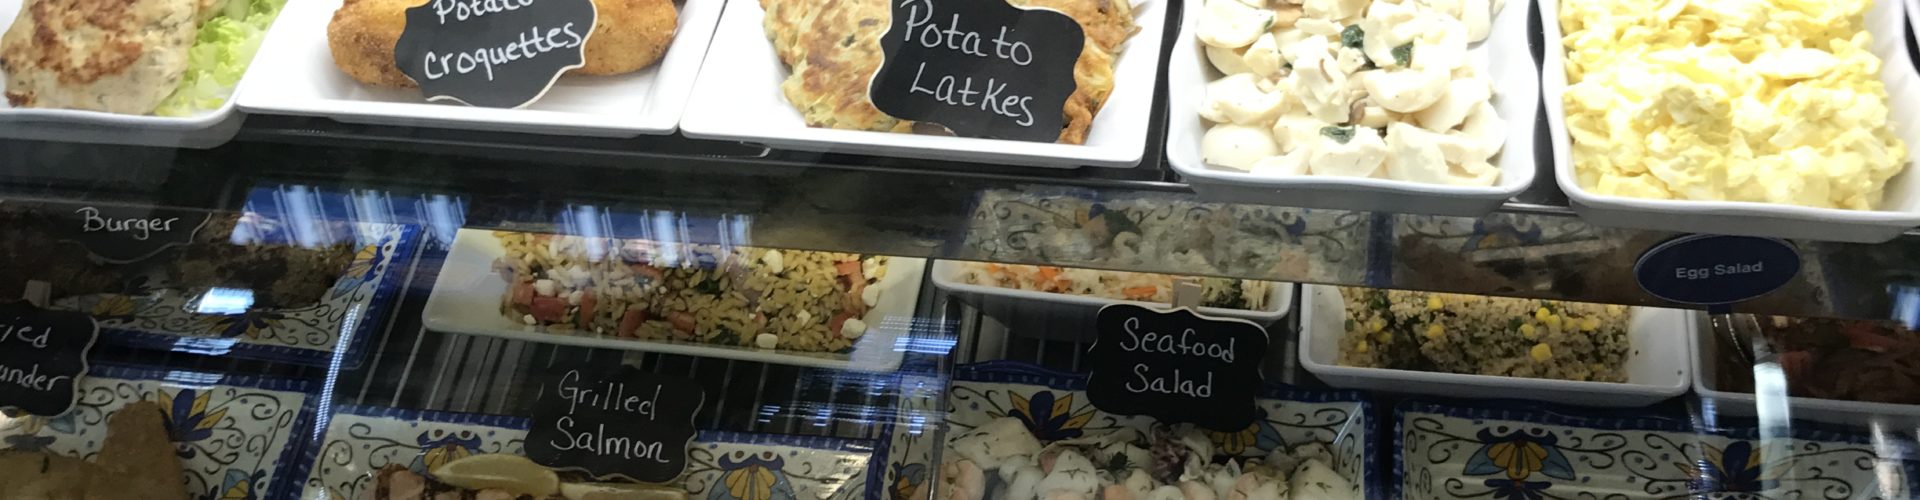 Potato
Croquettes
Potato
Latkes
Burger
Egg Salad
Seafood
Salad
Grilled
Salmon